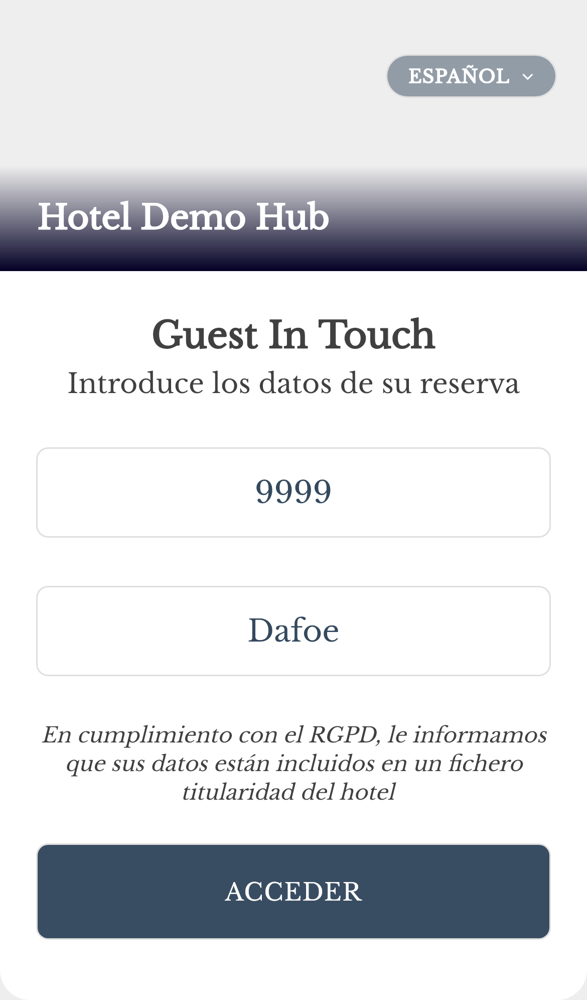 ESPAÑOL
Hotel Demo Hub
Guest In Touch
Introduce los datos de su reserva
9999
Dafoe
En cumplimiento con el RGPD, le informamos
que sus datos están incluidos en un fichero
titularidad del hotel
ACCEDER